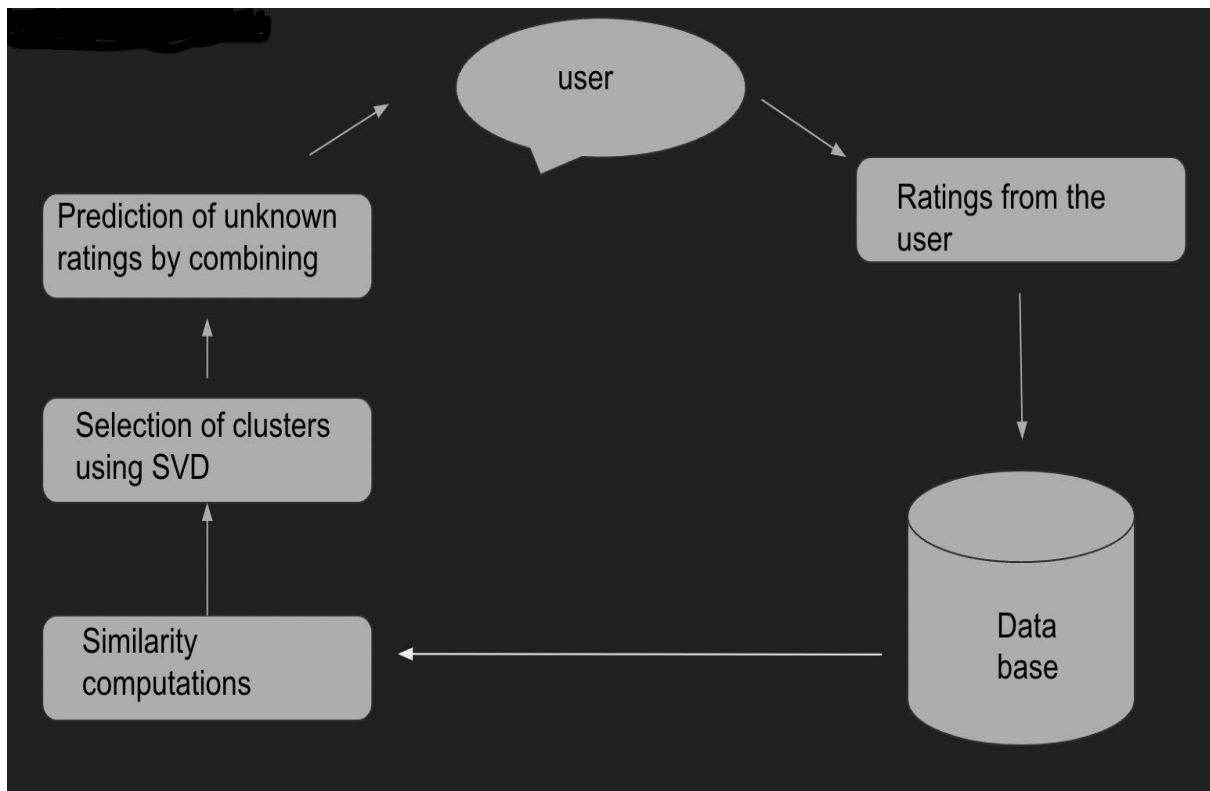 user
Ratings from the
user
Prediction of unknown
ratings by combining
Selection of clusters
using SVD
Similarity
computations
Data
base